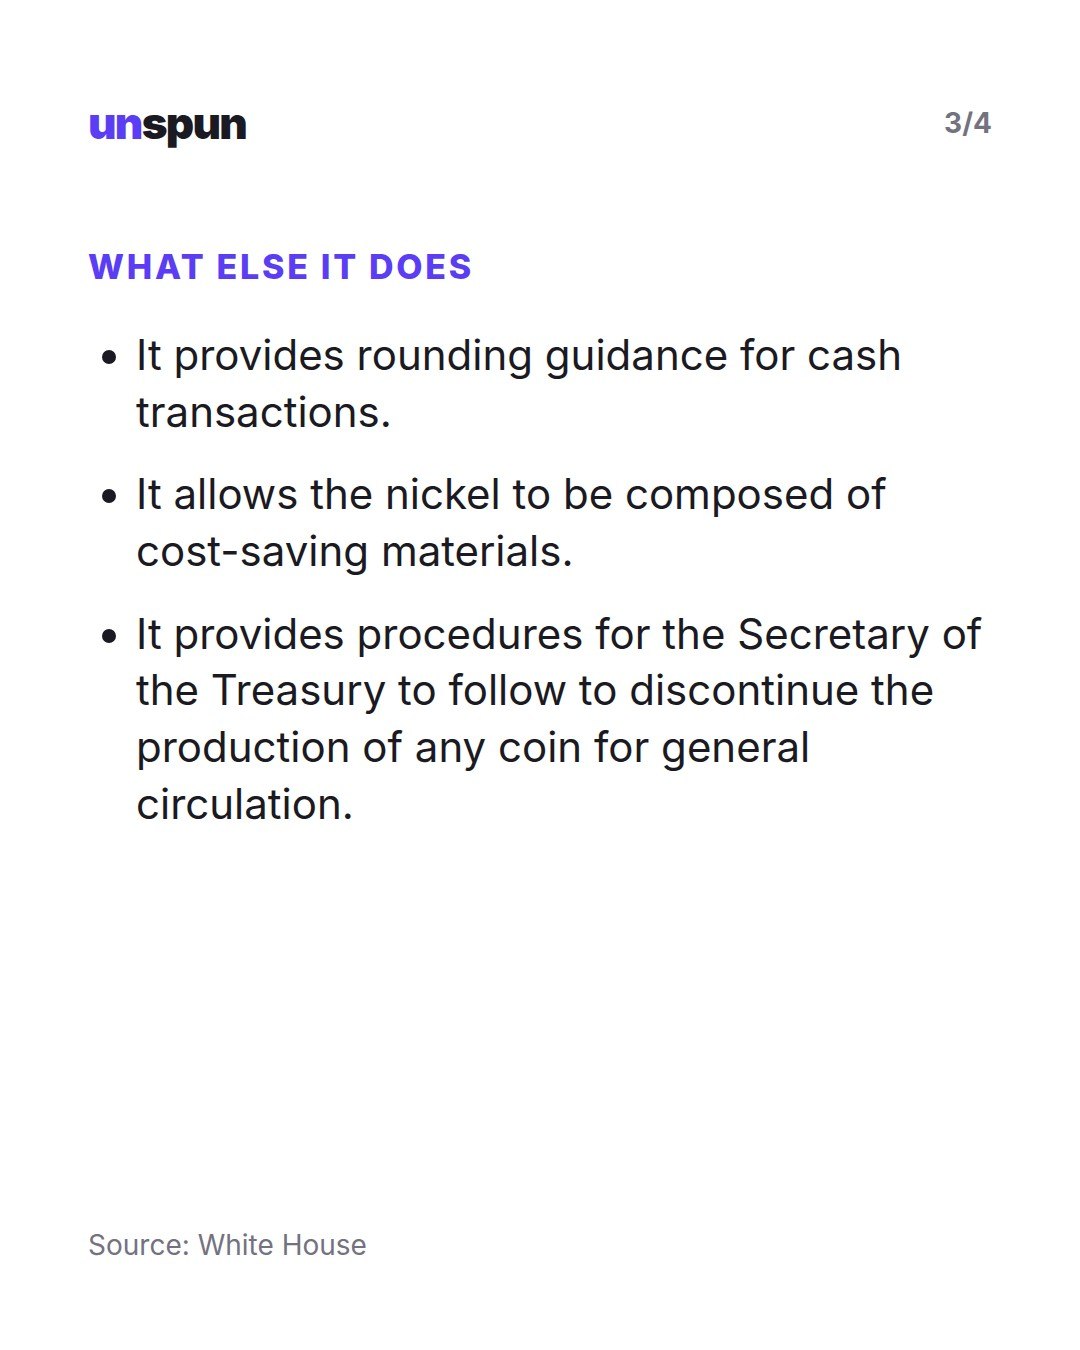 unspun
3/4
WHAT ELSE IT DOES
• It provides rounding guidance for cash
transactions.
• It allows the nickel to be composed of
cost-saving materials.
• It provides procedures for the Secretary of
the Treasury to follow to discontinue the
production of any coin for general
circulation.
Source: White House